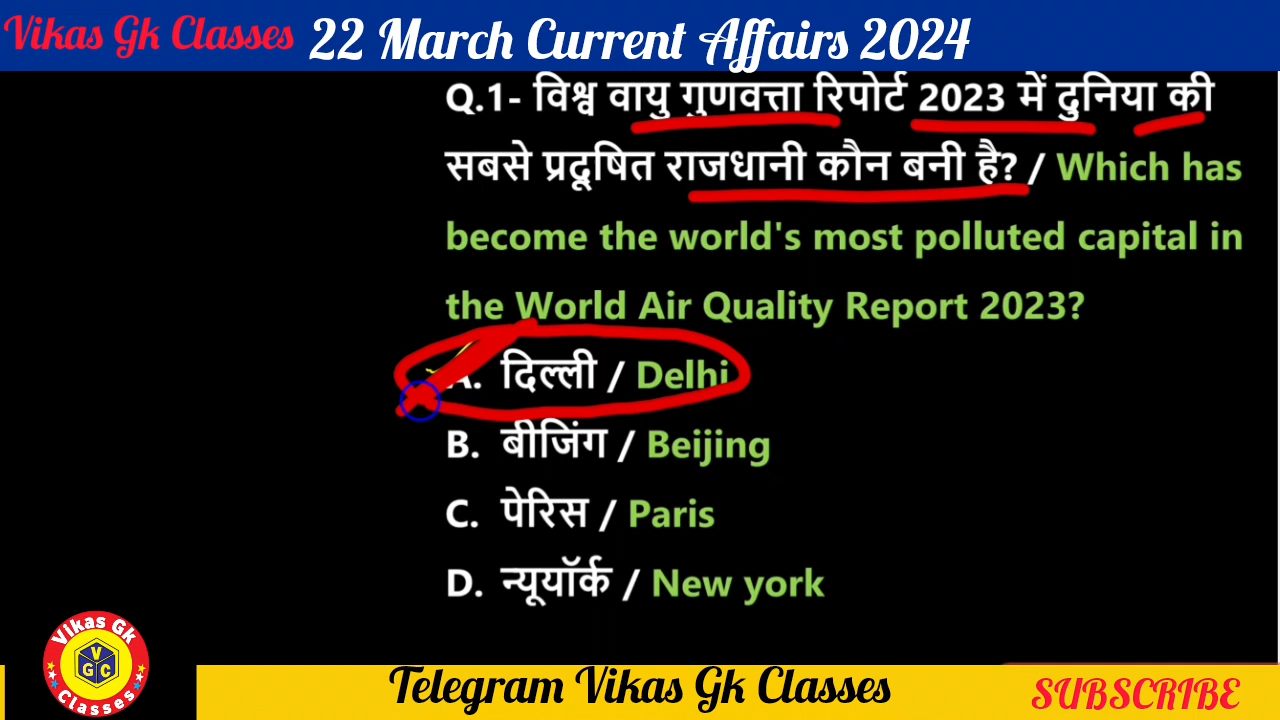 Vikas Gk Classes 22 March Current Affairs 2024
Q.1- विश्व वायु गुणवत्ता रिपोर्ट 2023 में दुनिया की
सबसे प्रदूषित राजधानी कौन बनी है? / Which has
become the world's most polluted capital in
the World Air Quality Report 2023?
A. दिल्ली / Delhi
B. बीजिंग / Beijing
C. पेरिस / Paris
D. न्यूयॉर्क / New york
Vikas Gk
V
G C
Classes
Telegram Vikas Gk Classes
SUBSCRIBE